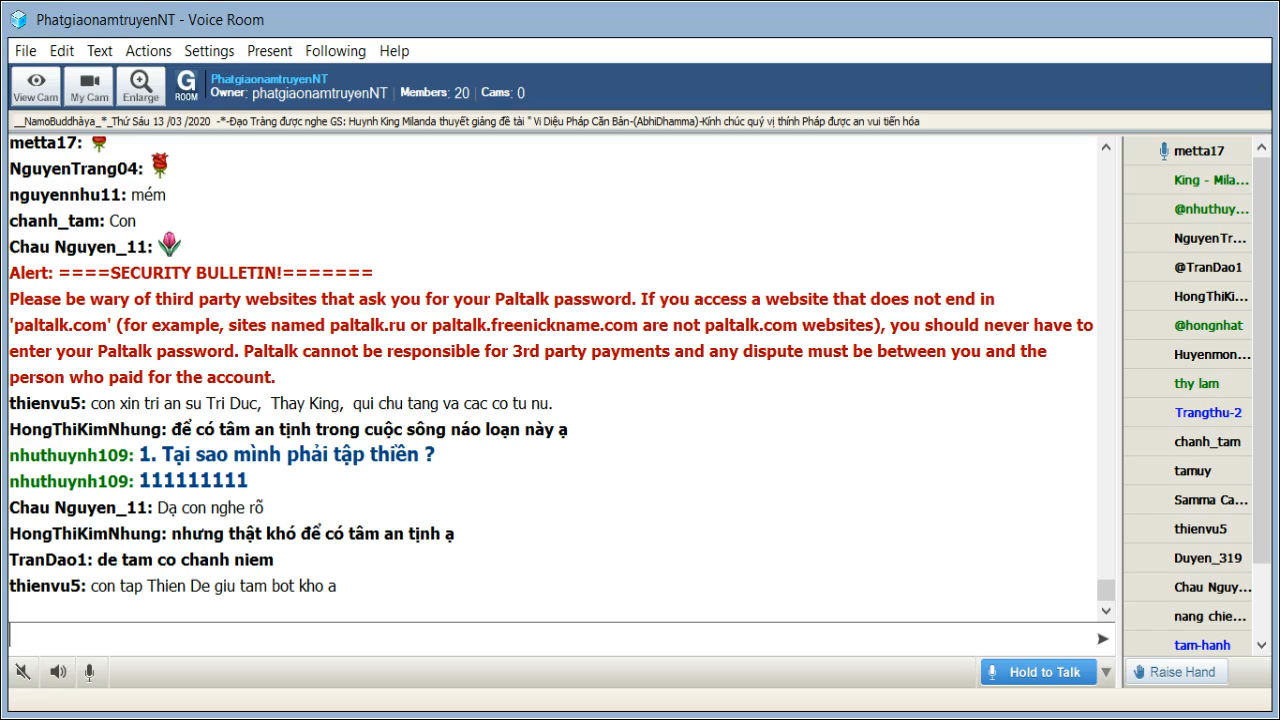 PhatgiaonamtruyenNT - Voice Room
File Edit Text Actions Settings Present Following Help
View Cam My Cam Enlarge G ROOM
PhatgiaonamtruyenNT
Owner: phatgiaonamtruyenNT Members: 20 Cams: 0
__NamoBuddhàya_*_Thứ Sáu 13 /03 /2020 -*-Đạo Tràng được nghe GS: Huynh King Milanda thuyết giảng đề tài " Vi Diệu Pháp Căn Bản-(AbhiDhamma)-Kính chúc quý vị thính Pháp được an vui tiến hóa
metta17:
NguyenTrang04:
nguyennhu11: mém
chanh_tam: Con
Chau Nguyen_11:
Alert: ====SECURITY BULLETIN!=======
Please be wary of third party websites that ask you for your Paltalk password. If you access a website that does not end in
'paltalk.com' (for example, sites named paltalk.ru or paltalk.freenickname.com are not paltalk.com websites), you should never have to
enter your Paltalk password. Paltalk cannot be responsible for 3rd party payments and any dispute must be between you and the
person who paid for the account.
thienvu5: con xin tri an su Tri Duc, Thay King, qui chu tang va cac co tu nu.
HongThiKimNhung: để có tâm an tịnh trong cuộc sông náo loạn này ạ
nhuthuynh109: 1. Tại sao mình phải tập thiền ?
nhuthuynh109: 111111111
Chau Nguyen_11: Dạ con nghe rõ
HongThiKimNhung: nhưng thật khó để có tâm an tịnh ạ
TranDao1: de tam co chanh niem
thienvu5: con tap Thien De giu tam bot kho a
Hold to Talk
metta17
King - Mila...
@nhuthuy...
NguyenTr...
@TranDao1
HongThiKi...
@hongnhat
Huyenmon...
thy lam
Trangthu-2
chanh_tam
tamuy
Samma Ca...
thienvu5
Duyen_319
Chau Nguy...
nang chie...
tam-hanh
Raise Hand